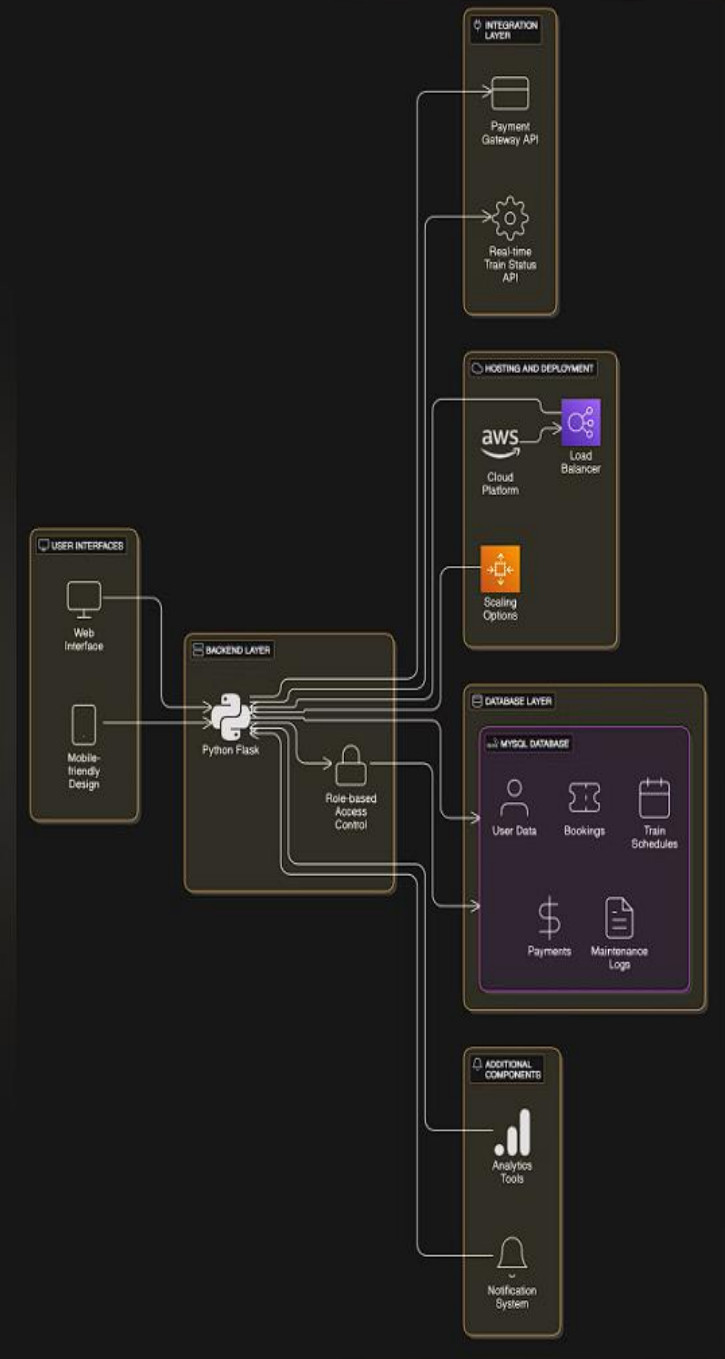 INTEGRATION
LAYER
Payment
Gateway API
Real-time
Train Status
API
HOSTING AND DEPLOYMENT
aws
Cloud
Platform
Load
Balancer
Scaling
Options
USER INTERFACES
Web
Interface
Mobile-
friendly
Design
BACKEND LAYER
Python Flask
Role-based
Access
Control
DATABASE LAYER
MYSQL DATABASE
User Data
Bookings
Train
Schedules
Payments
Maintenance
Logs
ADDITIONAL
COMPONENTS
Analytics
Tools
Notification
System